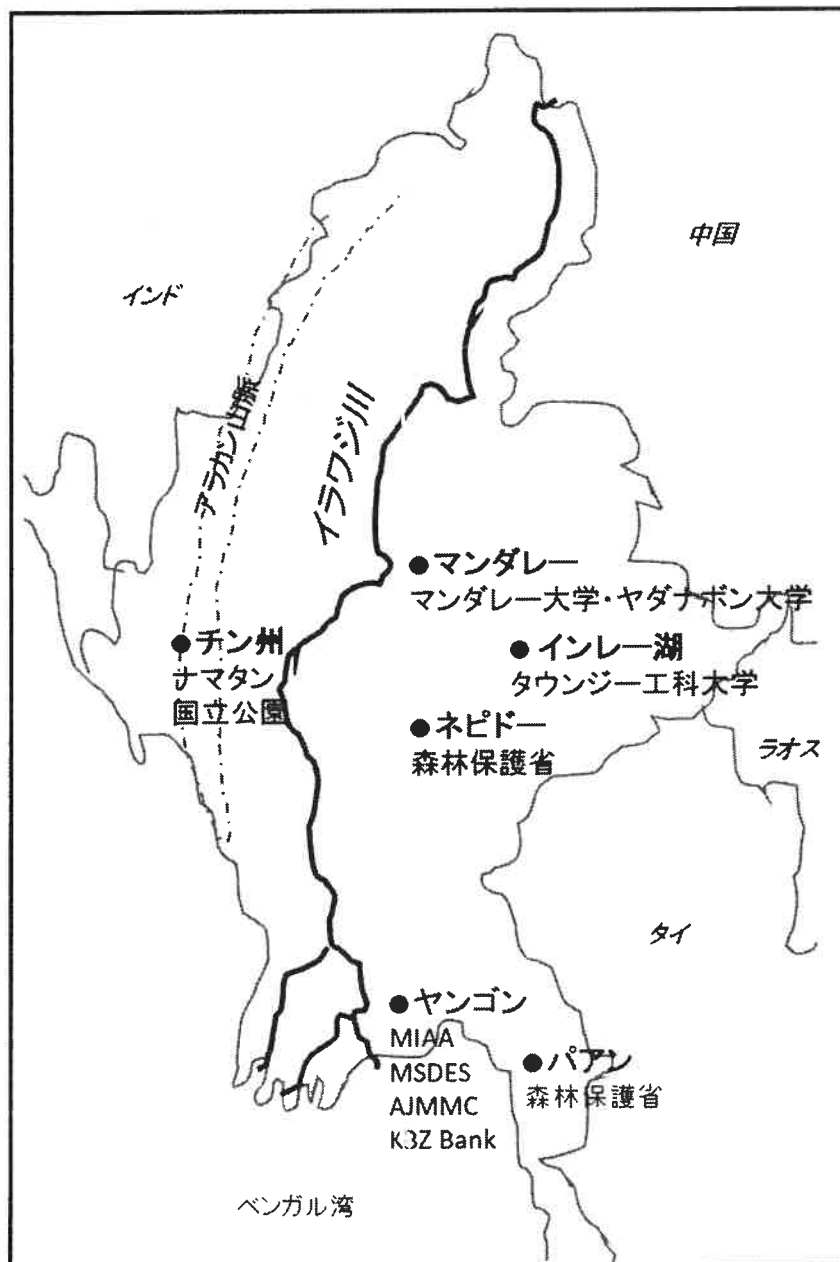 中国
インド
アラカン山脈
イラワジ川
●マンダレー
マンダレー大学・ヤダナボン大学
●チン州
ナマタン
国立公園
●インレー湖
タウンジー工科大学
●ネピドー
森林保護省
ラオス
タイ
●ヤンゴン
MIAA
MSDES
AJMMC
KBZ Bank
●パアン
森林保護省
ベンガル湾